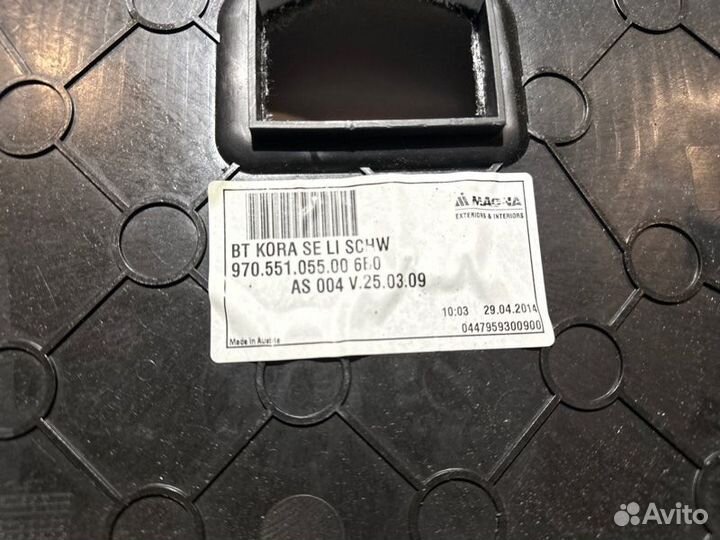 MAGNA
EXTERIORS & INTERIORS
BT KORA SE LI SCHW
970.551.055.00 6F0
AS 004 V.25.03.09
10:03 29.04.2014
0447959300900
Made in Austria
Avito